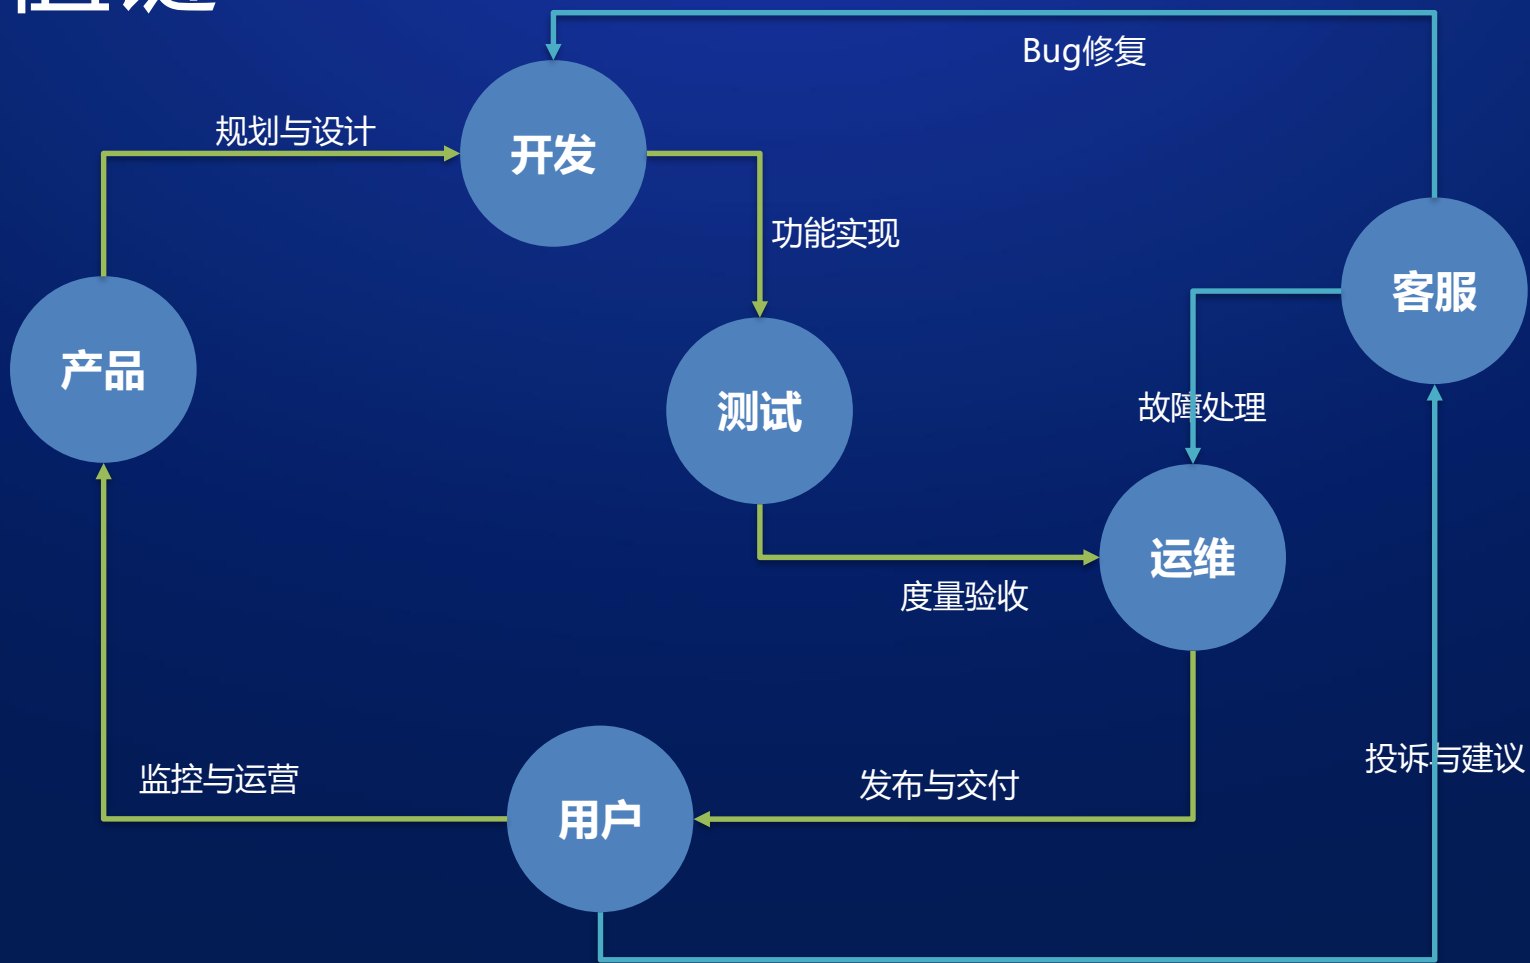 Bug修复
规划与设计
开发
功能实现
客服
产品
测试
故障处理
运维
度量验收
投诉与建议
监控与运营
发布与交付
用户